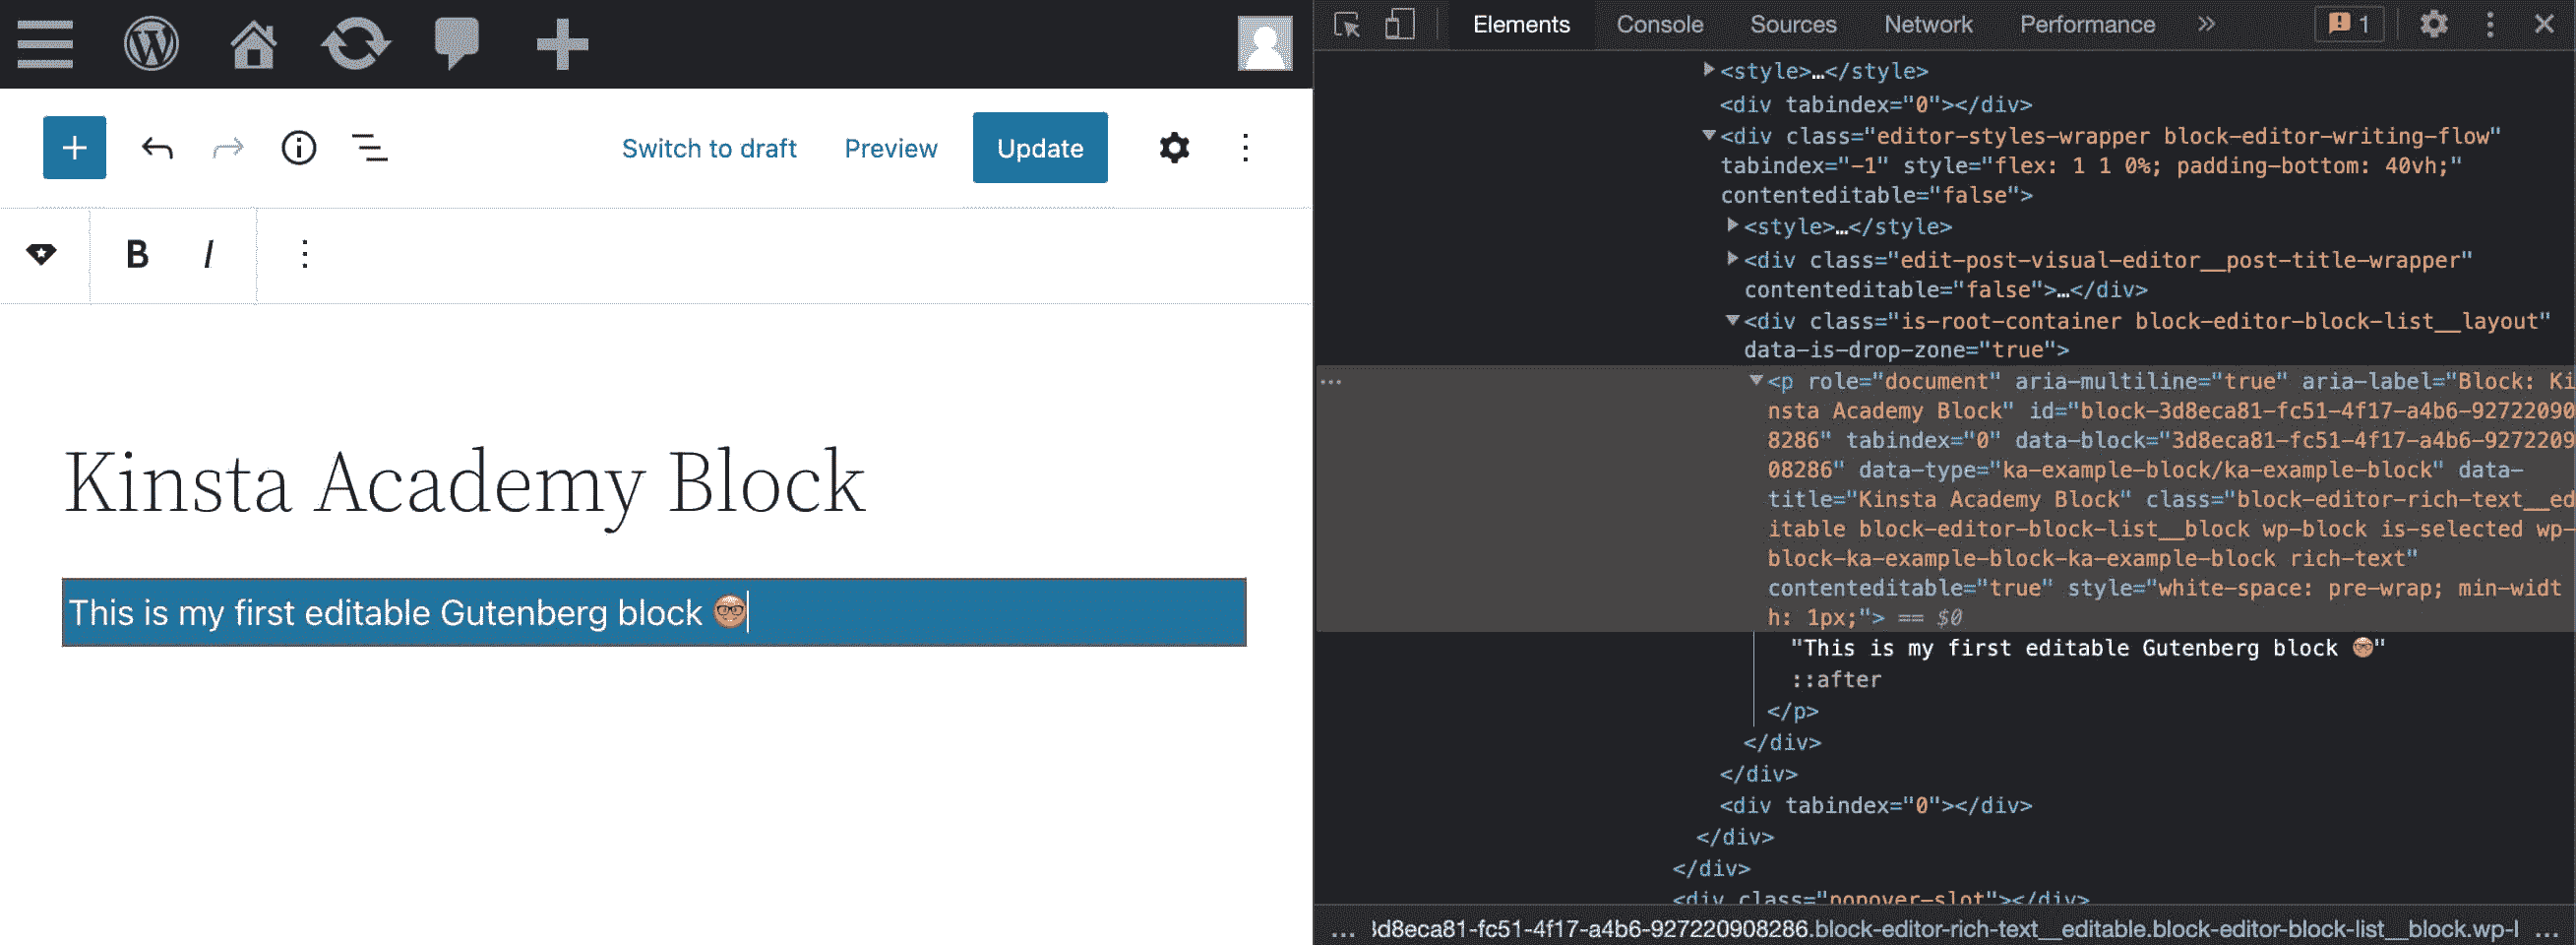 Switch to draft Preview Update
B I
Kinsta Academy Block
This is my first editable Gutenberg block 🤓
Elements Console Sources Network Performance » 1
<style>…</style>
<div tabindex="0"></div>
<div class="editor-styles-wrapper block-editor-writing-flow"
tabindex="-1" style="flex: 1 1 0%; padding-bottom: 40vh;"
contenteditable="false">
<style>…</style>
<div class="edit-post-visual-editor__post-title-wrapper"
contenteditable="false">…</div>
<div class="is-root-container block-editor-block-list__layout"
data-is-drop-zone="true">
<p role="document" aria-multiline="true" aria-label="Block: Ki
nsta Academy Block" id="block-3d8eca81-fc51-4f17-a4b6-92722090
8286" tabindex="0" data-block="3d8eca81-fc51-4f17-a4b6-9272209
08286" data-type="ka-example-block/ka-example-block" data-
title="Kinsta Academy Block" class="block-editor-rich-text__ed
itable block-editor-block-list__block wp-block is-selected wp-
block-ka-example-block-ka-example-block rich-text"
contenteditable="true" style="white-space: pre-wrap; min-widt
h: 1px;"> == $0
"This is my first editable Gutenberg block 🤓"
::after
</p>
</div>
</div>
<div tabindex="0"></div>
</div>
</div>
<div class="popover-slot"></div>
… 3d8eca81-fc51-4f17-a4b6-927220908286.block-editor-rich-text__editable.block-editor-block-list__block.wp-l …